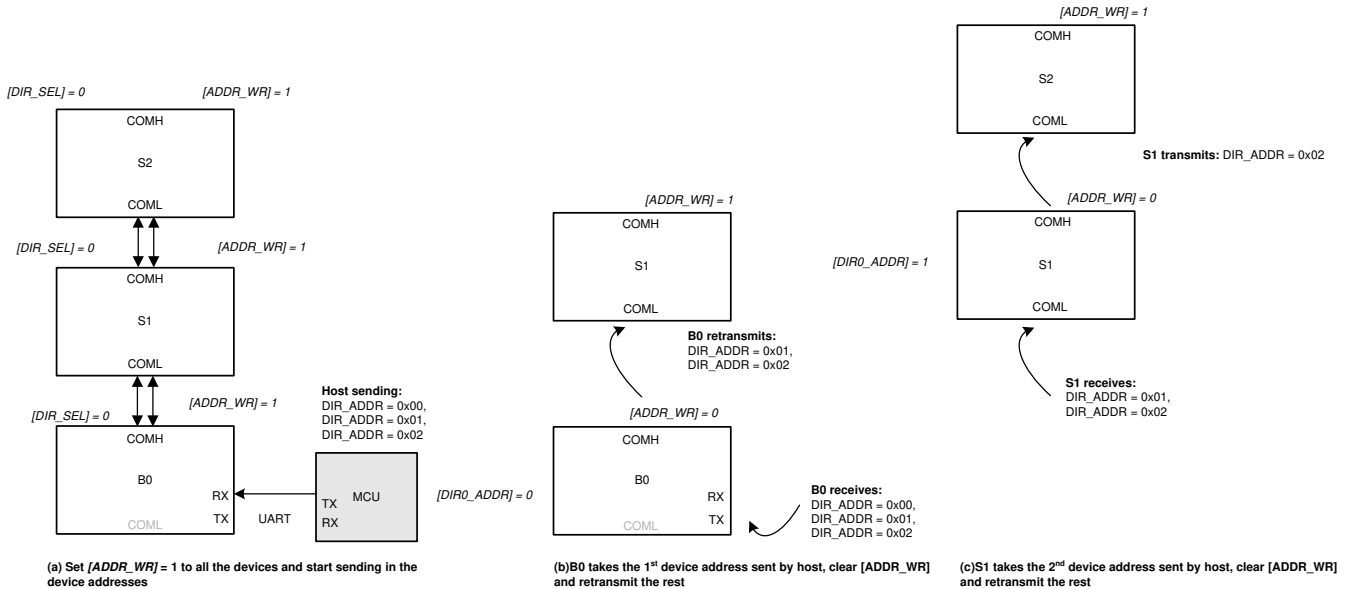 [DIR_SEL] = 0
[ADDR_WR] = 1
COMH
S2
COML
[DIR_SEL] = 0
[ADDR_WR] = 1
COMH
S1
COML
[DIR_SEL] = 0
[ADDR_WR] = 1
COMH
B0
RX
TX
COML
UART
Host sending:
DIR_ADDR = 0x00,
DIR_ADDR = 0x01,
DIR_ADDR = 0x02
MCU
TX
RX
(a) Set [ADDR_WR] = 1 to all the devices and start sending in the
device addresses
[ADDR_WR] = 1
COMH
S1
COML
B0 retransmits:
DIR_ADDR = 0x01,
DIR_ADDR = 0x02
[ADDR_WR] = 0
[DIR0_ADDR] = 0
COMH
B0
RX
TX
COML
B0 receives:
DIR_ADDR = 0x00,
DIR_ADDR = 0x01,
DIR_ADDR = 0x02
(b)B0 takes the 1st device address sent by host, clear [ADDR_WR]
and retransmit the rest
[ADDR_WR] = 1
COMH
S2
COML
S1 transmits: DIR_ADDR = 0x02
[ADDR_WR] = 0
[DIR0_ADDR] = 1
COMH
S1
COML
S1 receives:
DIR_ADDR = 0x01,
DIR_ADDR = 0x02
(c)S1 takes the 2nd device address sent by host, clear [ADDR_WR]
and retransmit the rest